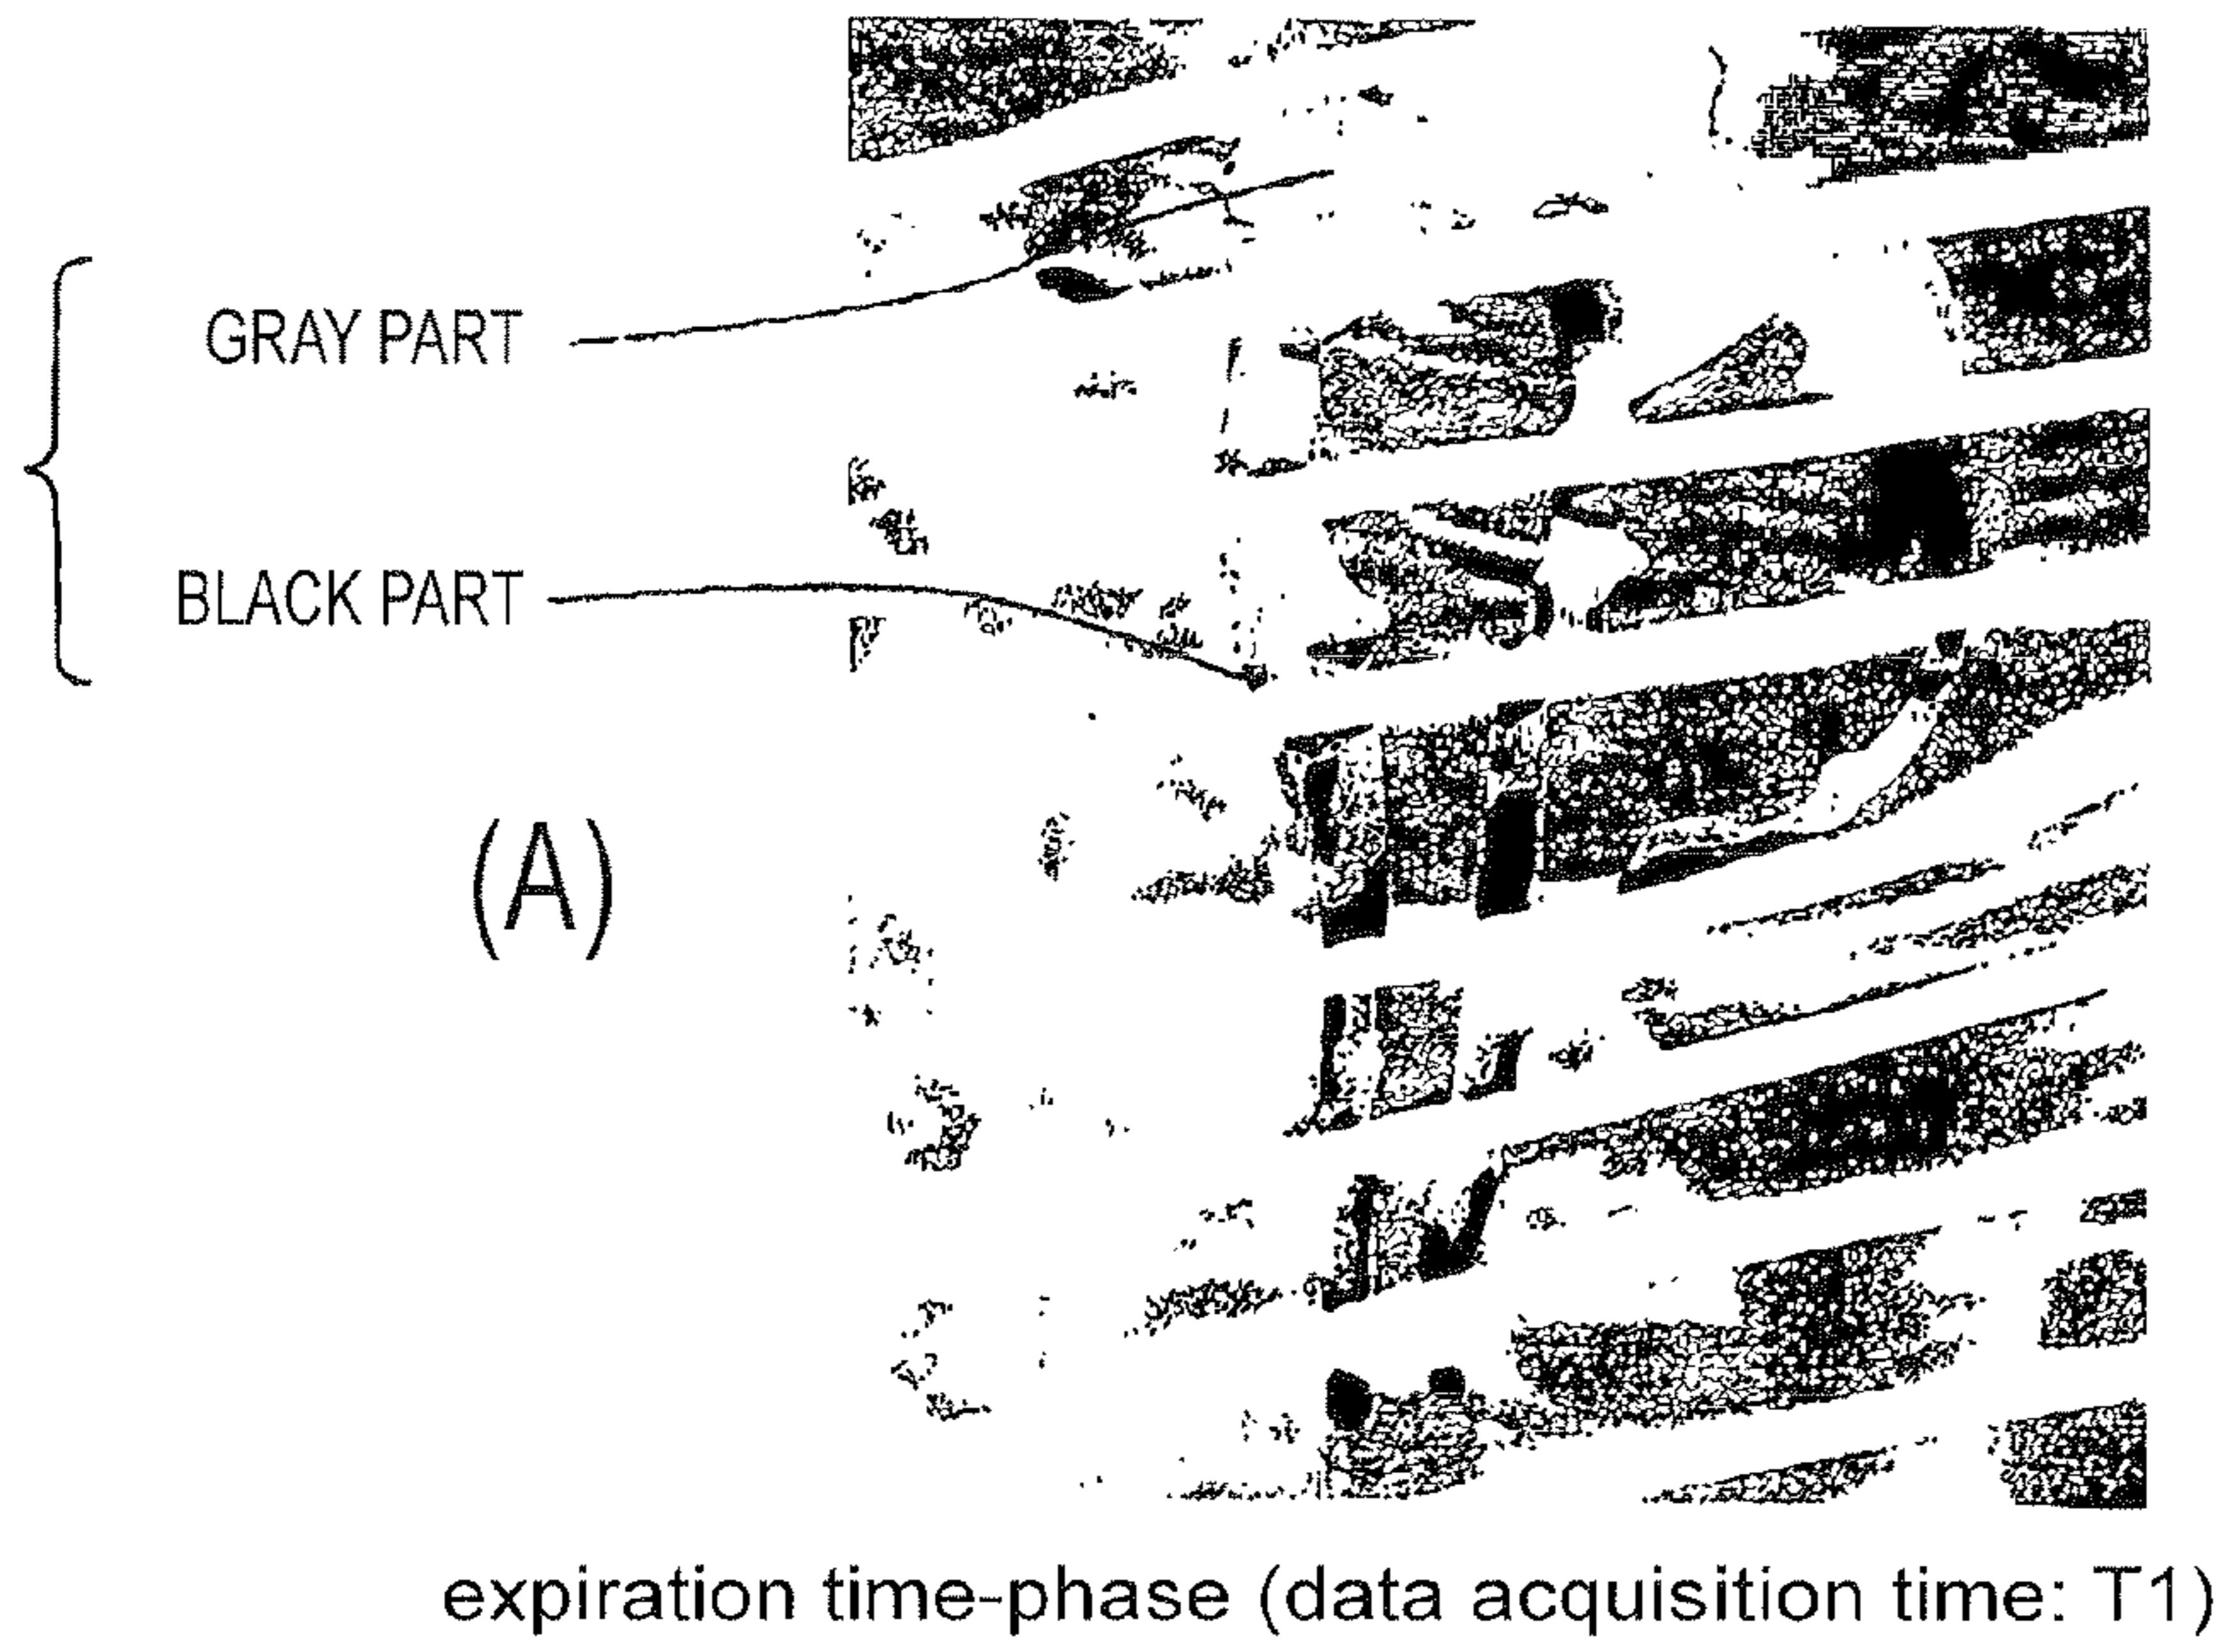 GRAY PART
BLACK PART
(A)
expiration time-phase (data acquisition time: T1)